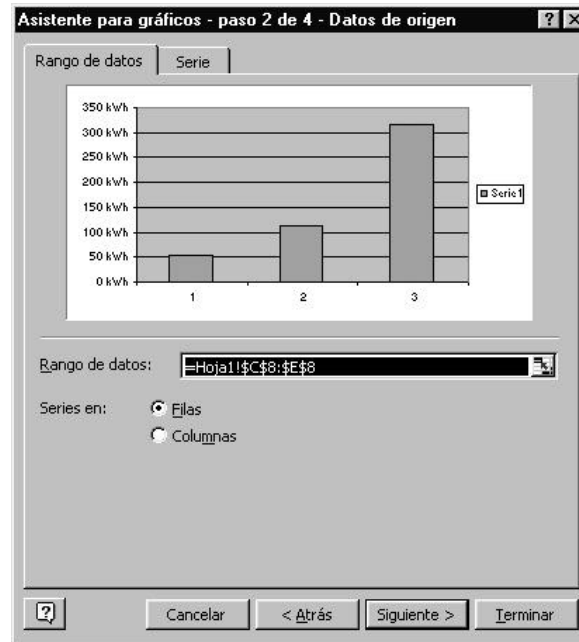 Asistente para gráficos - paso 2 de 4 - Datos de origen
Rango de datos
Serie
350 kWh
300 kWh
250 kWh
200 kWh
150 kWh
100 kWh
50 kWh
0 kWh
1 2 3
Serie1
Rango de datos: =Hoja1!$C$8:$E$8
Series en: Filas
Columnas
Cancelar < Atrás Siguiente > Terminar